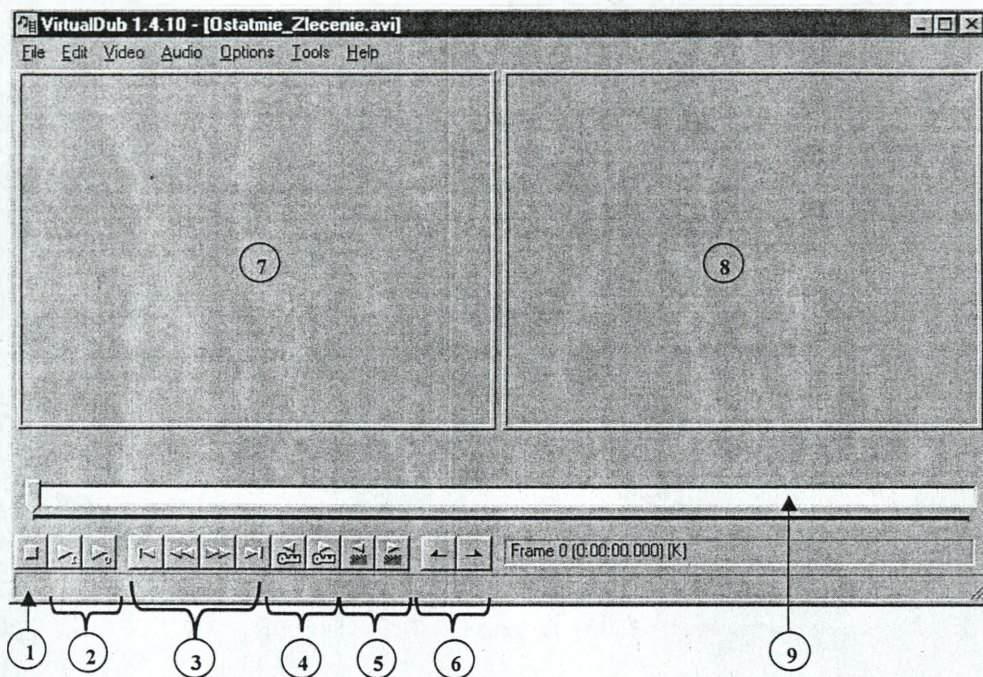 VirtualDub 1.4.10 - [Ostatmie_Zlecenie.avi]
File Edit Video Audio Options Tools Help
7 8
Frame 0 (0:00:00.000) [K]
1 2 3 4 5 6 9